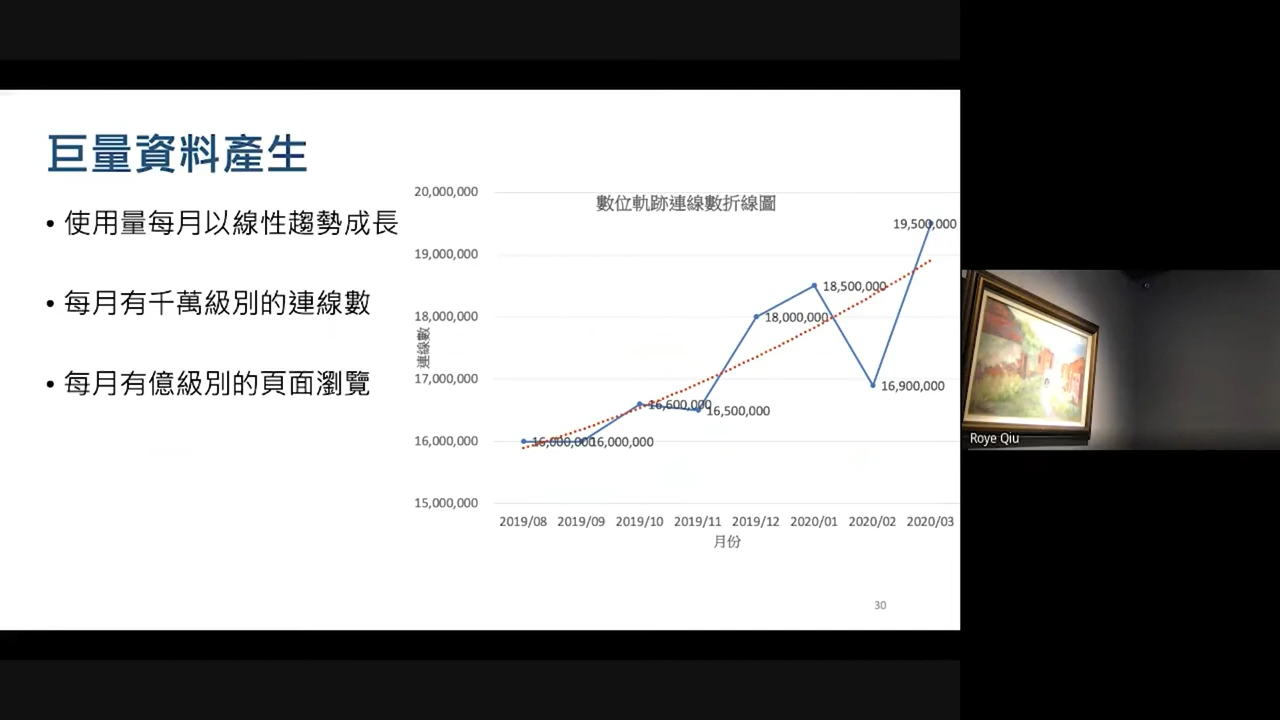 巨量資料產生
• 使用量每月以線性趨勢成長
• 每月有千萬級別的連線數
• 每月有億級別的頁面瀏覽
數位軌跡連線數折線圖
20,000,000
19,000,000
18,000,000
17,000,000
16,000,000
15,000,000
連線數
16,000,000
16,000,000
16,600,000
16,500,000
18,000,000
18,500,000
16,900,000
19,500,000
2019/08 2019/09 2019/10 2019/11 2019/12 2020/01 2020/02 2020/03
月份
30
Roye Qiu